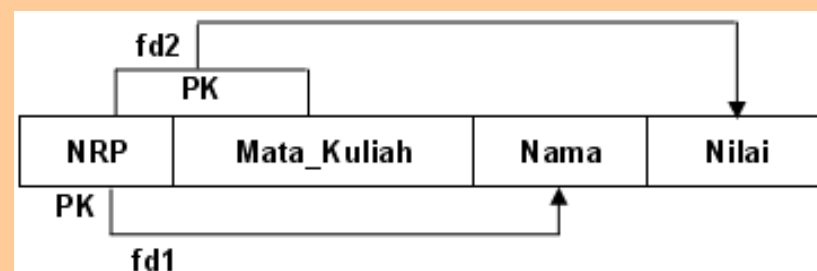 fd2
PK
NRP Mata_Kuliah Nama Nilai
PK
fd1